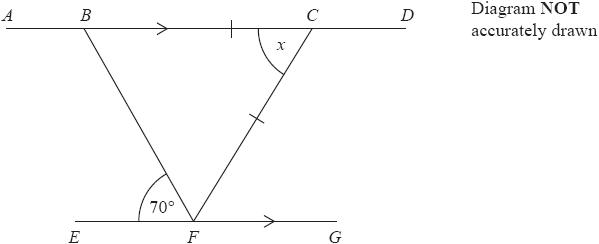 A B C D
Diagram NOT
accurately drawn
x
70°
E F G